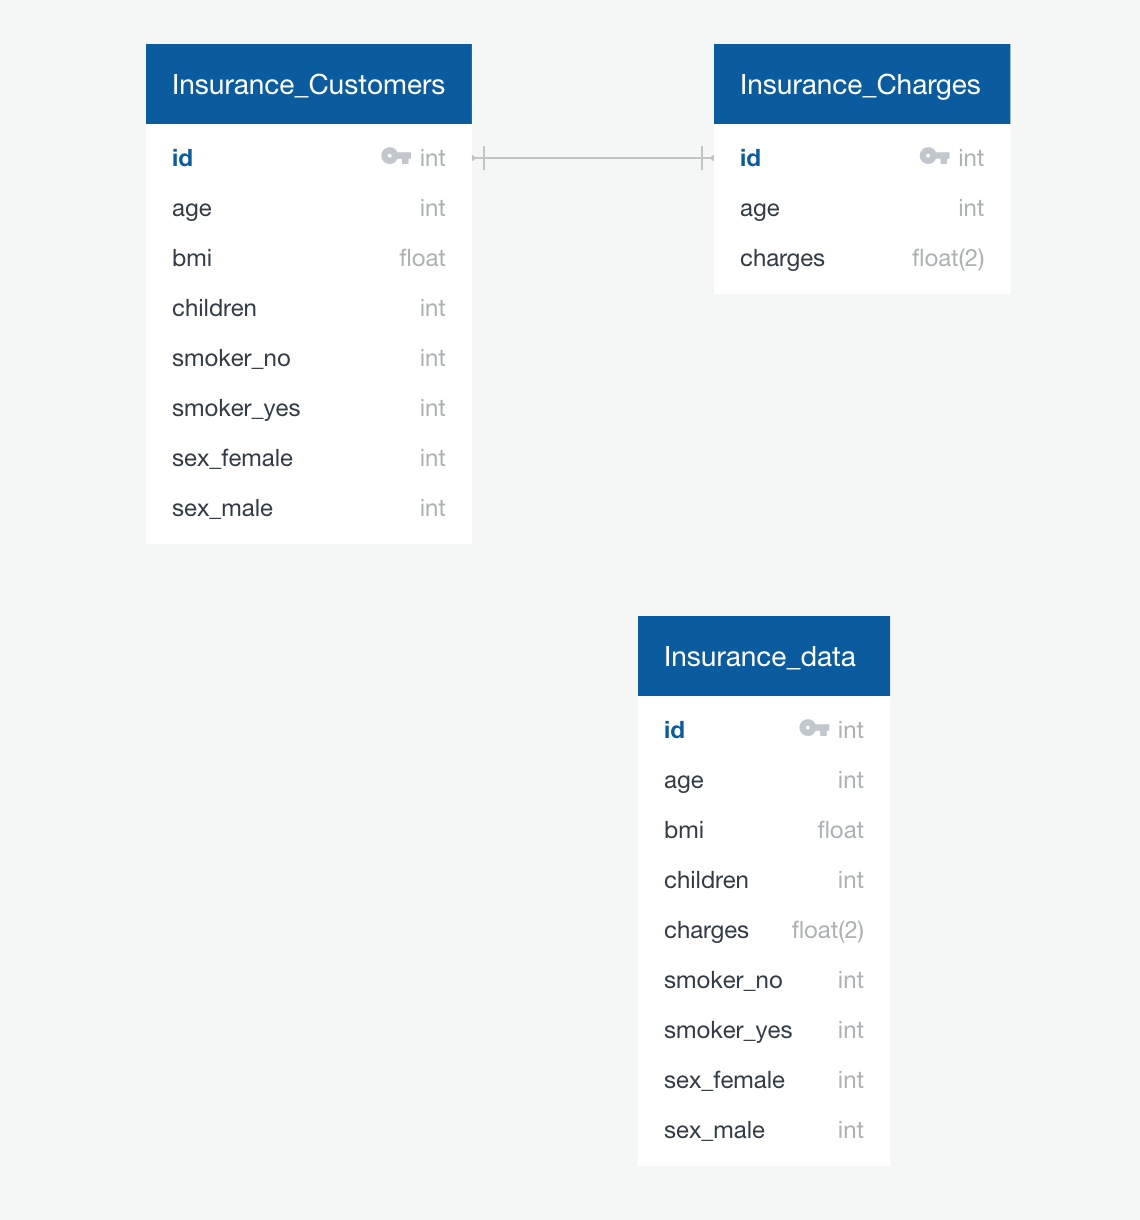 Insurance_Customers
id int
age int
bmi float
children int
smoker_no int
smoker_yes int
sex_female int
sex_male int
Insurance_Charges
id int
age int
charges float(2)
Insurance_data
id int
age int
bmi float
children int
charges float(2)
smoker_no int
smoker_yes int
sex_female int
sex_male int